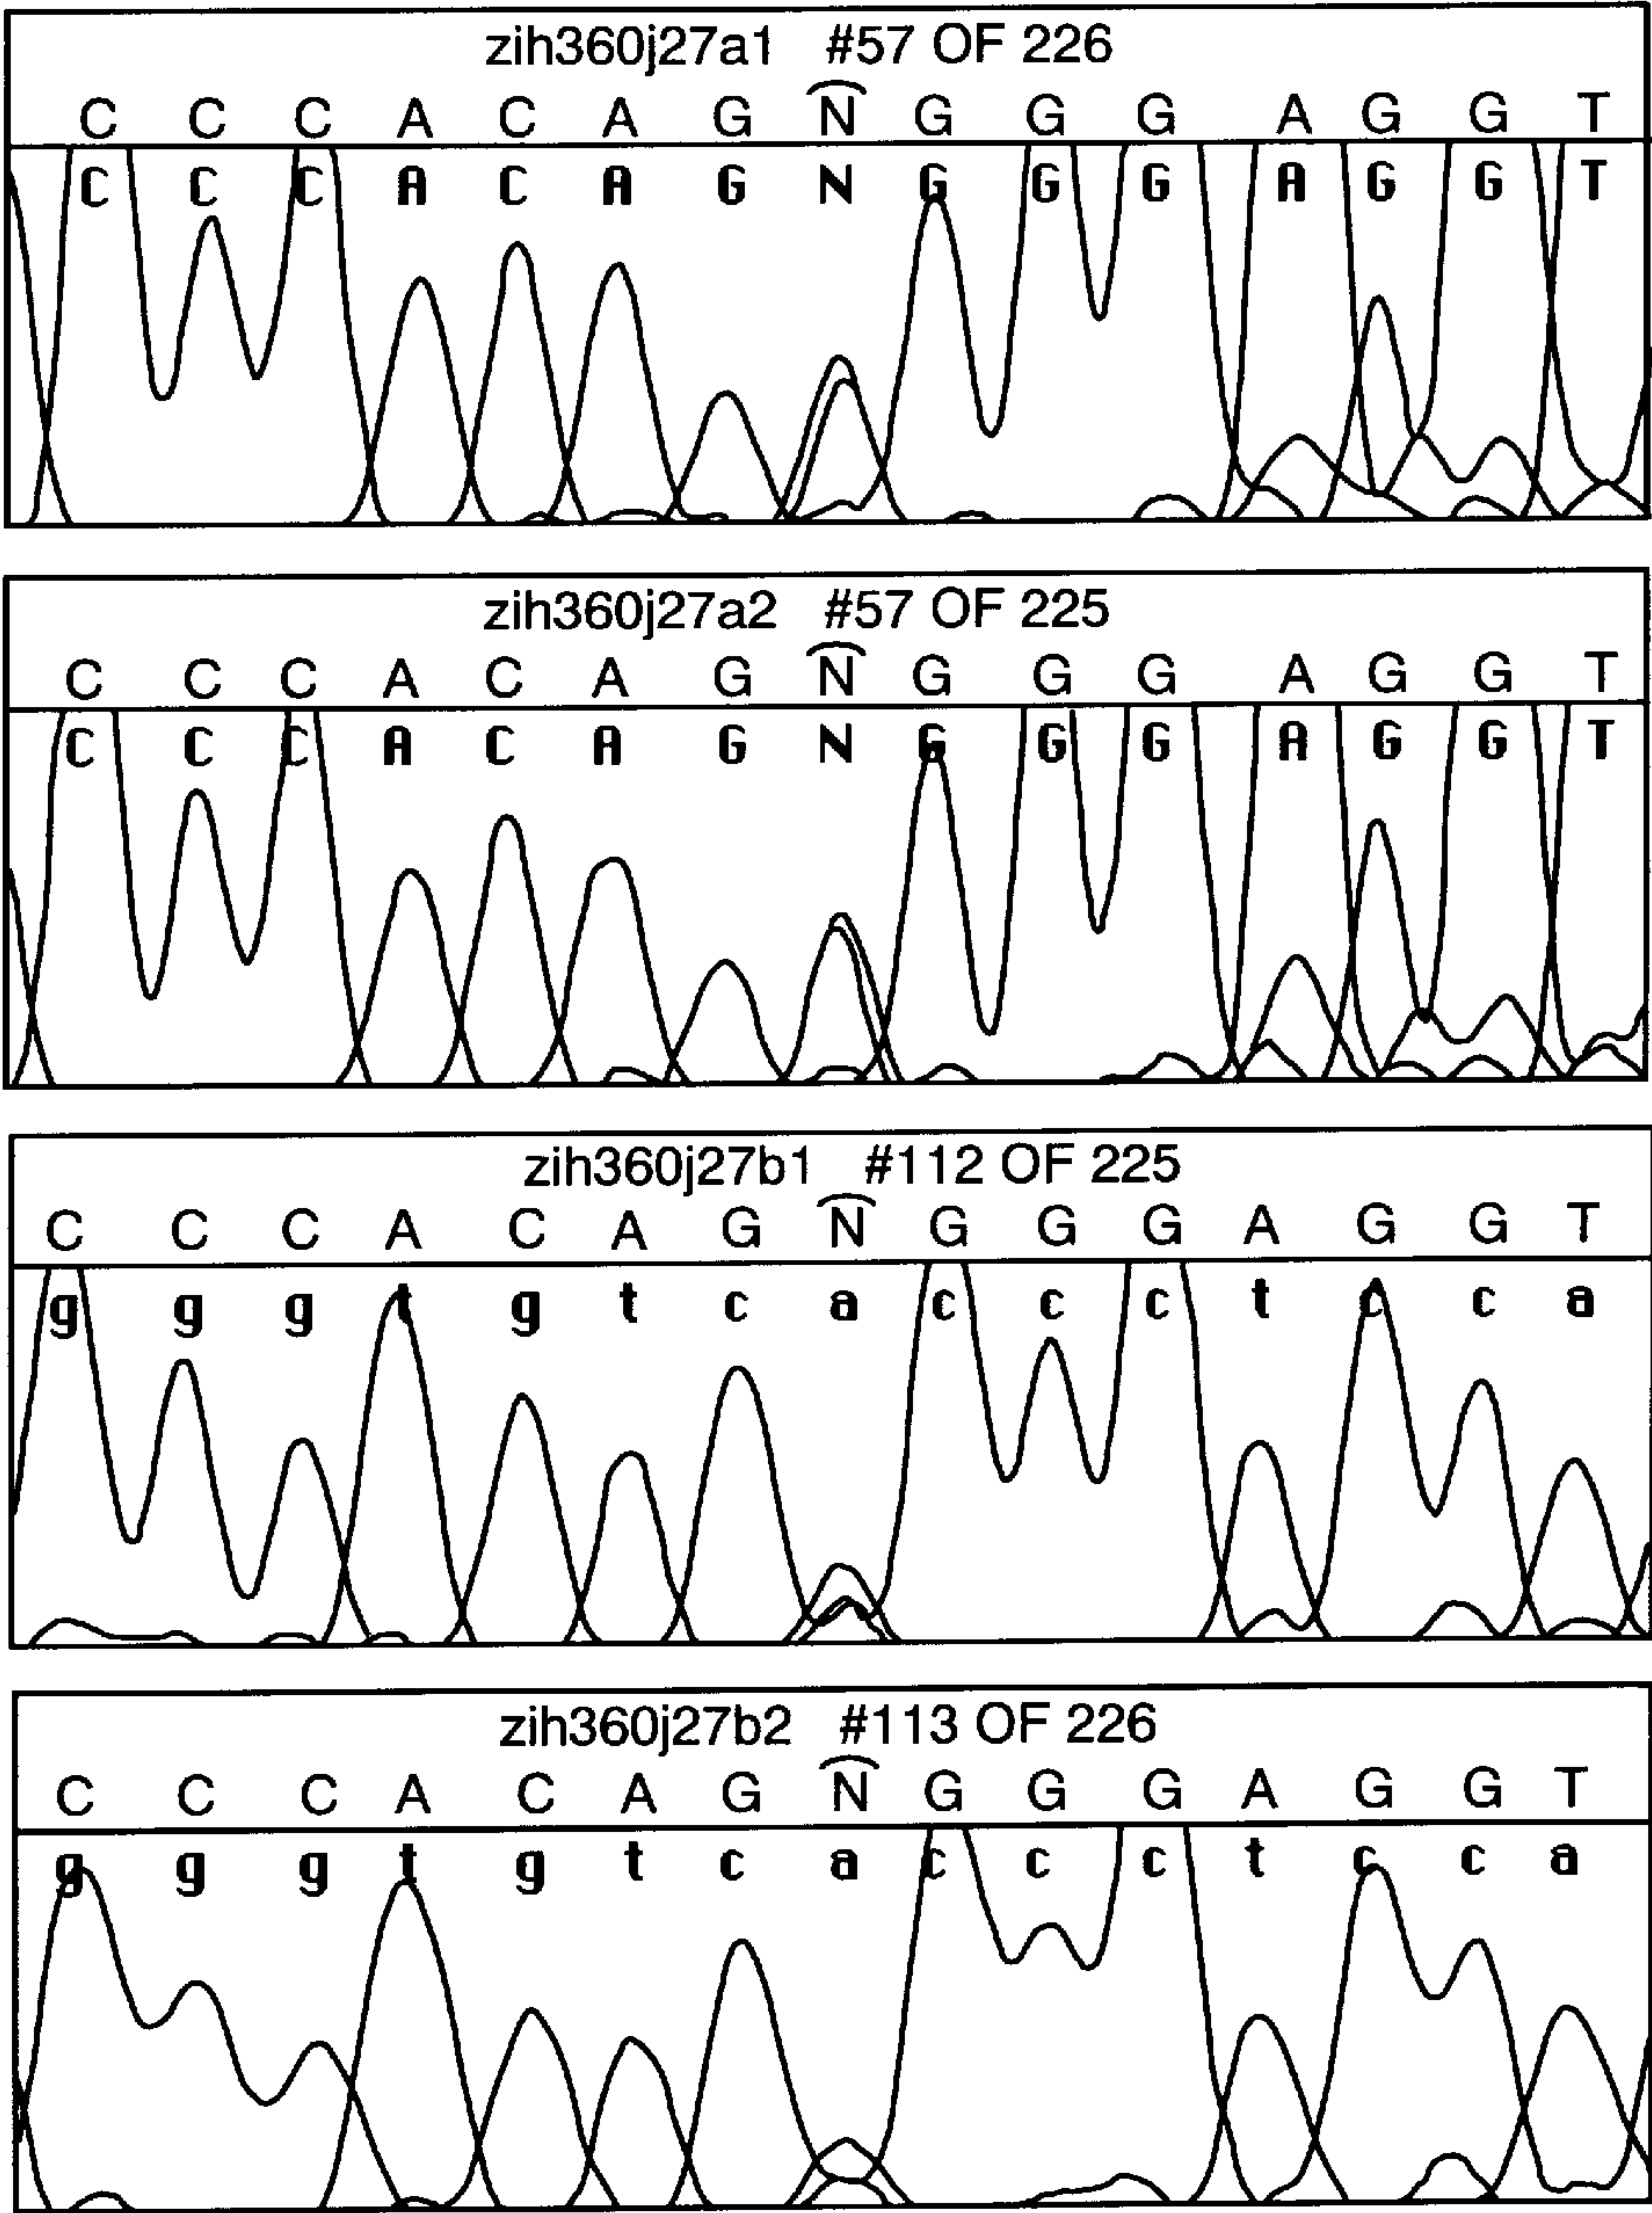 zih360j27a1 #57 OF 226
C C C A C A G N G G G A G G T
C C C A C A G N G G G A G G T
zih360j27a2 #57 OF 225
C C C A C A G N G G G A G G T
C C C A C A G N G G G A G G T
zih360j27b1 #112 OF 225
C C C A C A G N G G G A G G T
g g g t g t c a c c c t c c a
zih360j27b2 #113 OF 226
C C C A C A G N G G G A G G T
g g g t g t c a c c c t c c a